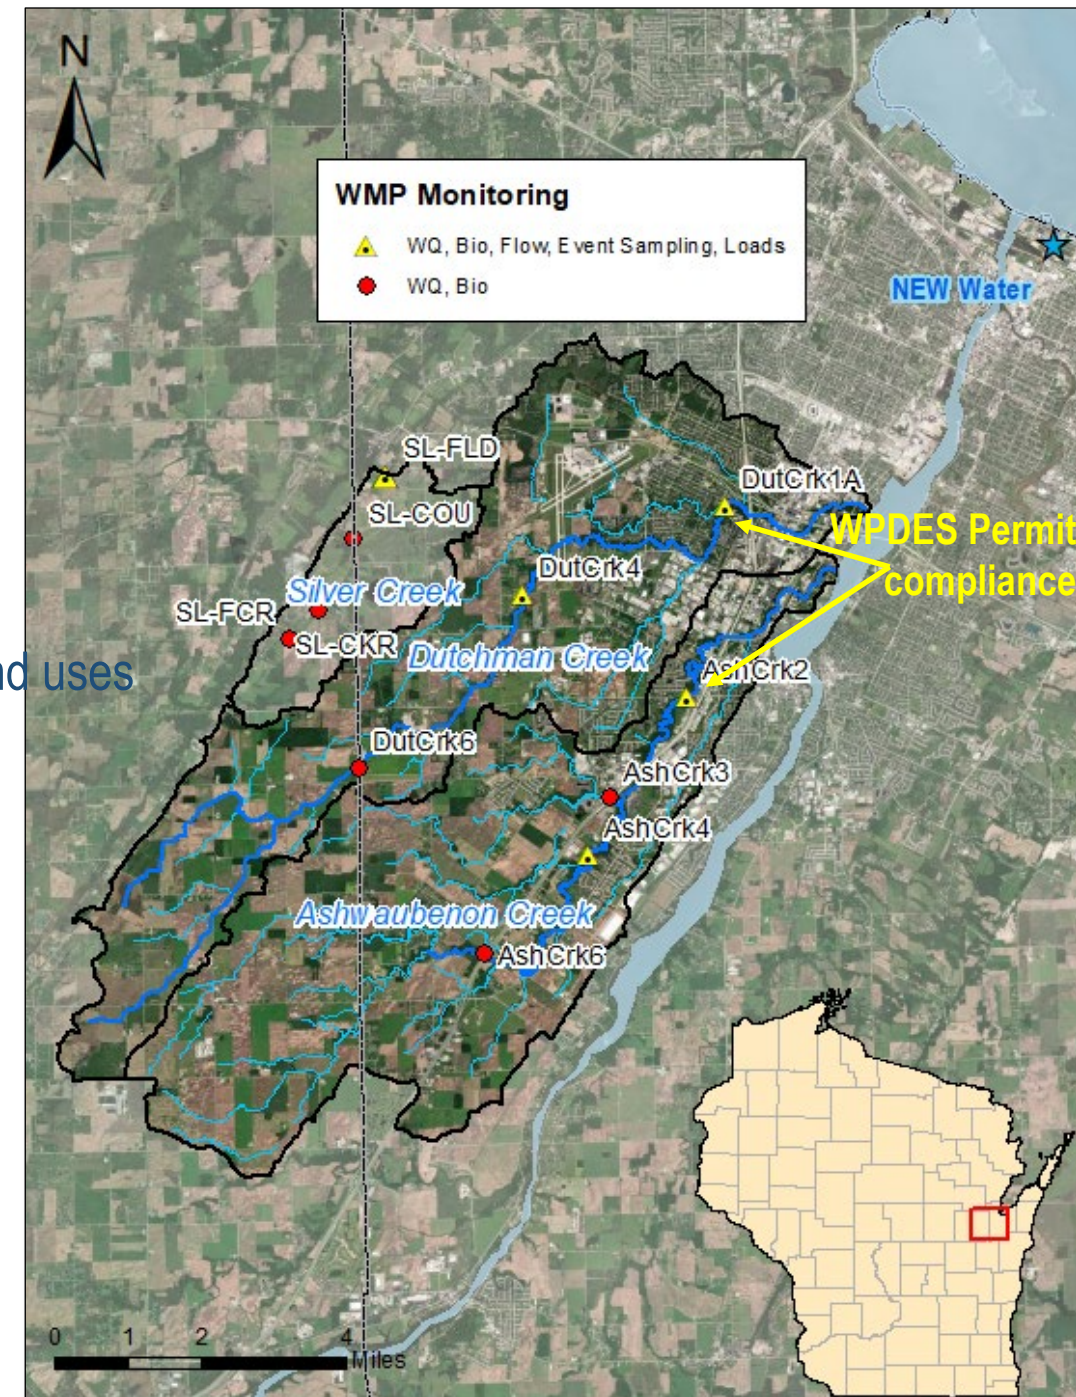 N
WMP Monitoring
WQ, Bio, Flow, Event Sampling, Loads
WQ, Bio
NEW Water
SL-FLD
DutCrk1A
SL-COU
WPDES Permit
compliance
DutCrk4
Silver Creek
SL-FCR
SL-CKR
Dutchman Creek
nd uses
AshCrk2
DutCrk6
AshCrk3
AshCrk4
Ashwaubenon Creek
AshCrk6
0 1 2 4
Miles